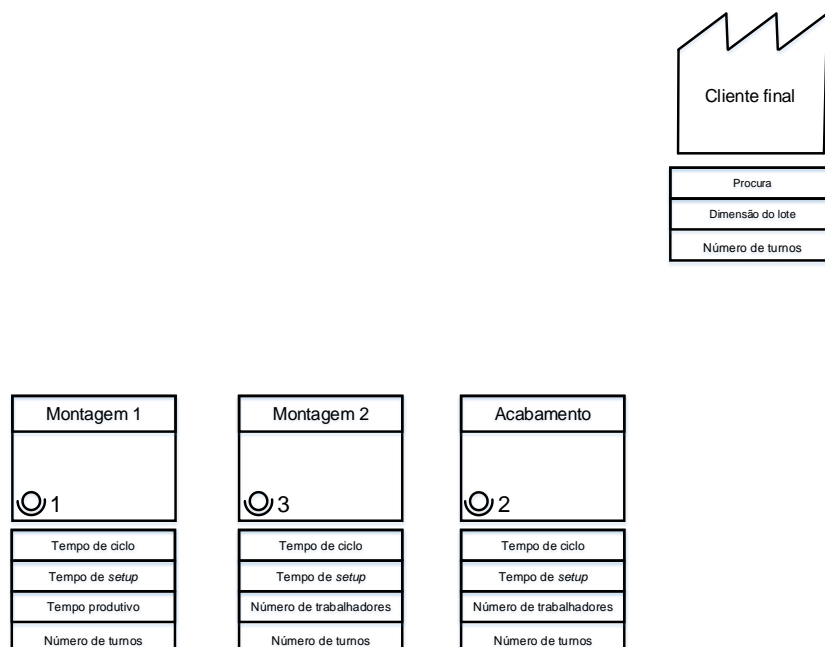 Cliente final
Procura
Dimensão do lote
Número de turnos
Montagem 1
1
Tempo de ciclo
Tempo de setup
Tempo produtivo
Número de turnos
Montagem 2
3
Tempo de ciclo
Tempo de setup
Número de trabalhadores
Número de turnos
Acabamento
2
Tempo de ciclo
Tempo de setup
Número de trabalhadores
Número de turnos